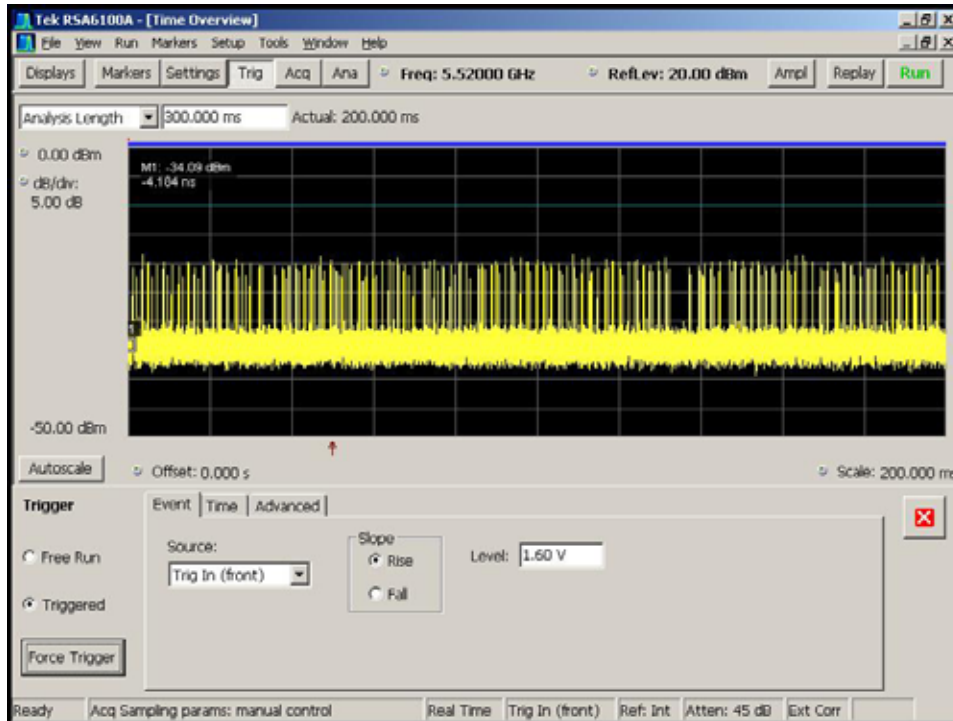 Tek RSA6100A - [Time Overview]
File View Run Markers Setup Tools Window Help
Displays Markers Settings Trig Acq Ana Freq: 5.52000 GHz RefLev: 20.00 dBm Ampl Replay Run
Analysis Length 300.000 ms Actual: 200.000 ms
0.00 dBm
dB/div:
5.00 dB
M1: -34.09 dBm
-4.184 ns
1
-50.00 dBm
Autoscale Offset: 0.000 s Scale: 200.000 ms
Trigger Event Time Advanced
Free Run
Triggered
Force Trigger
Source:
Trig In (front)
Slope
Rise
Fall
Level: 1.60 V
Ready Acq Sampling params: manual control Real Time Trig In (front) Ref: Int Atten: 45 dB Ext Corr